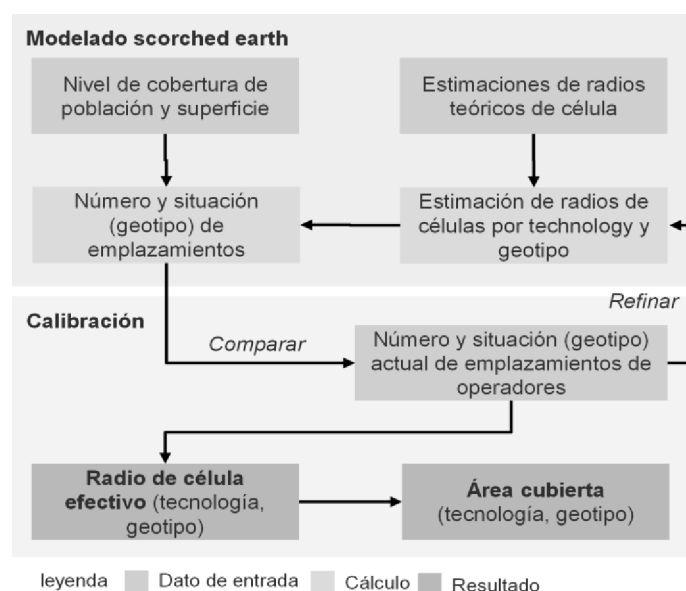 Modelado scorched earth
Nivel de cobertura de
población y superficie
Estimaciones de radios
teóricos de célula
Número y situación
(geotipo) de
emplazamientos
Estimación de radios de
células por technology y
geotipo
Refinar
Calibración
Comparar
Número y situación (geotipo)
actual de emplazamientos de
operadores
Radio de célula
efectivo (tecnología,
geotipo)
Área cubierta
(tecnología, geotipo)
leyenda Dato de entrada Cálculo Resultado